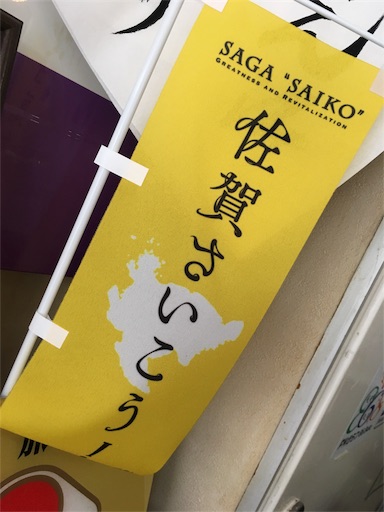 SAGA "SAIKO"
GREATNESS AND REVITALIZATION
佐賀さいこう!